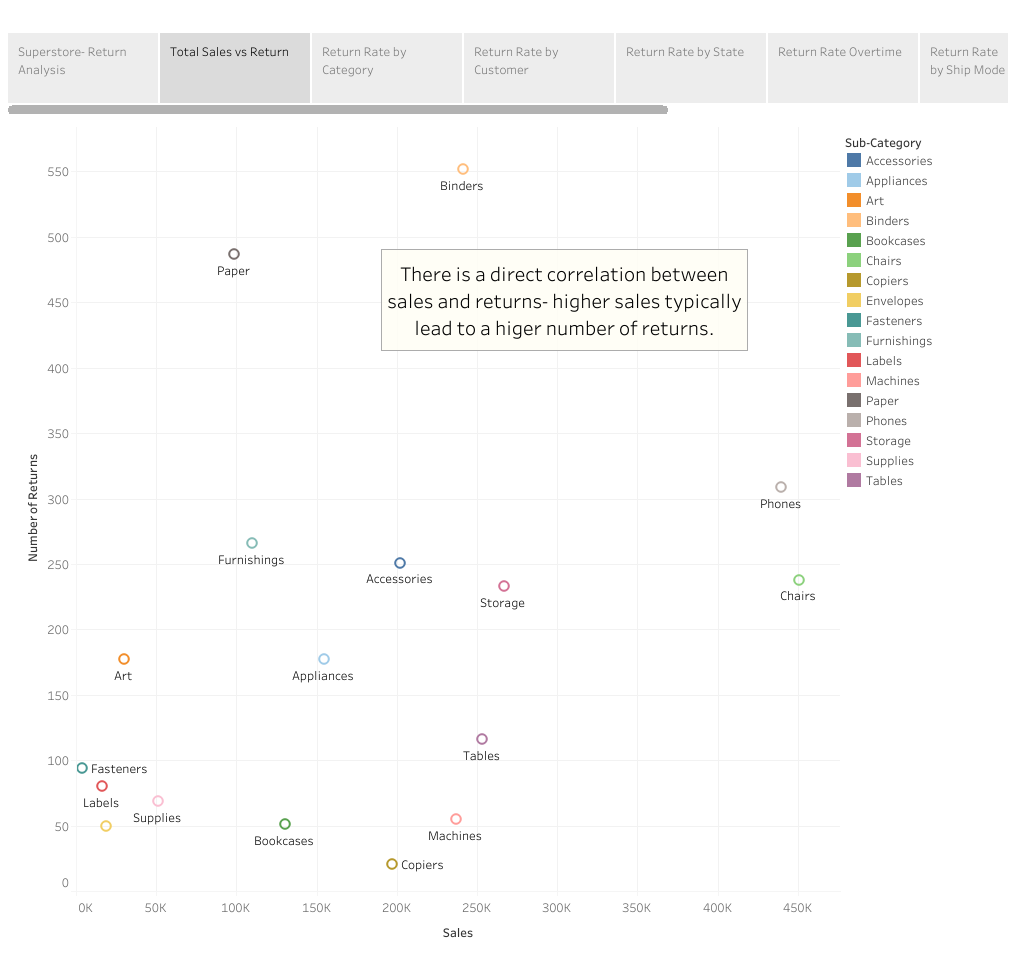 Superstore- Return
Analysis
Total Sales vs Return
Return Rate by
Category
Return Rate by
Customer
Return Rate by State
Return Rate Overtime
Return Rate
by Ship Mode
Sub-Category
Accessories
Appliances
Art
Binders
Bookcases
Chairs
Copiers
Envelopes
Fasteners
Furnishings
Labels
Machines
Paper
Phones
Storage
Supplies
Tables
There is a direct correlation between
sales and returns- higher sales typically
lead to a higer number of returns.
Number of Returns
550
500
450
400
350
300
250
200
150
100
50
0
Binders
Paper
Phones
Furnishings
Accessories
Storage
Chairs
Art
Appliances
Tables
Fasteners
Labels
Supplies
Bookcases
Machines
Copiers
0K
50K
100K
150K
200K
250K
300K
350K
400K
450K
Sales